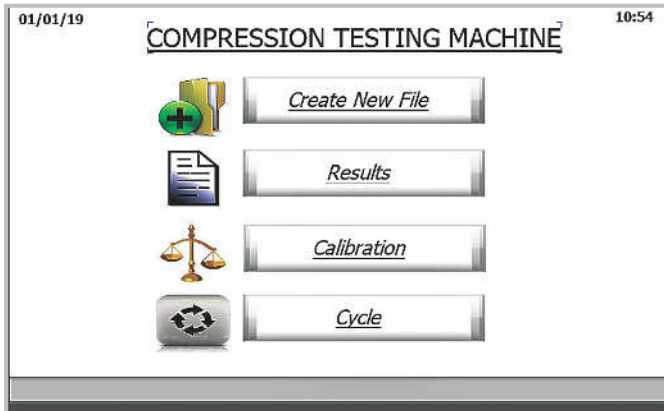 01/01/19
10:54
COMPRESSION TESTING MACHINE
Create New File
Results
Calibration
Cycle